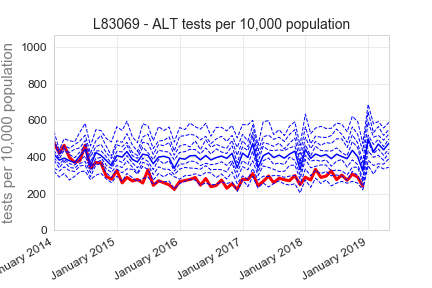 L83069 - ALT tests per 10,000 population
tests per 10,000 population
1000
800
600
400
200
0
nuary 2014
January 2015
January 2016
January 2017
January 2018
January 2019